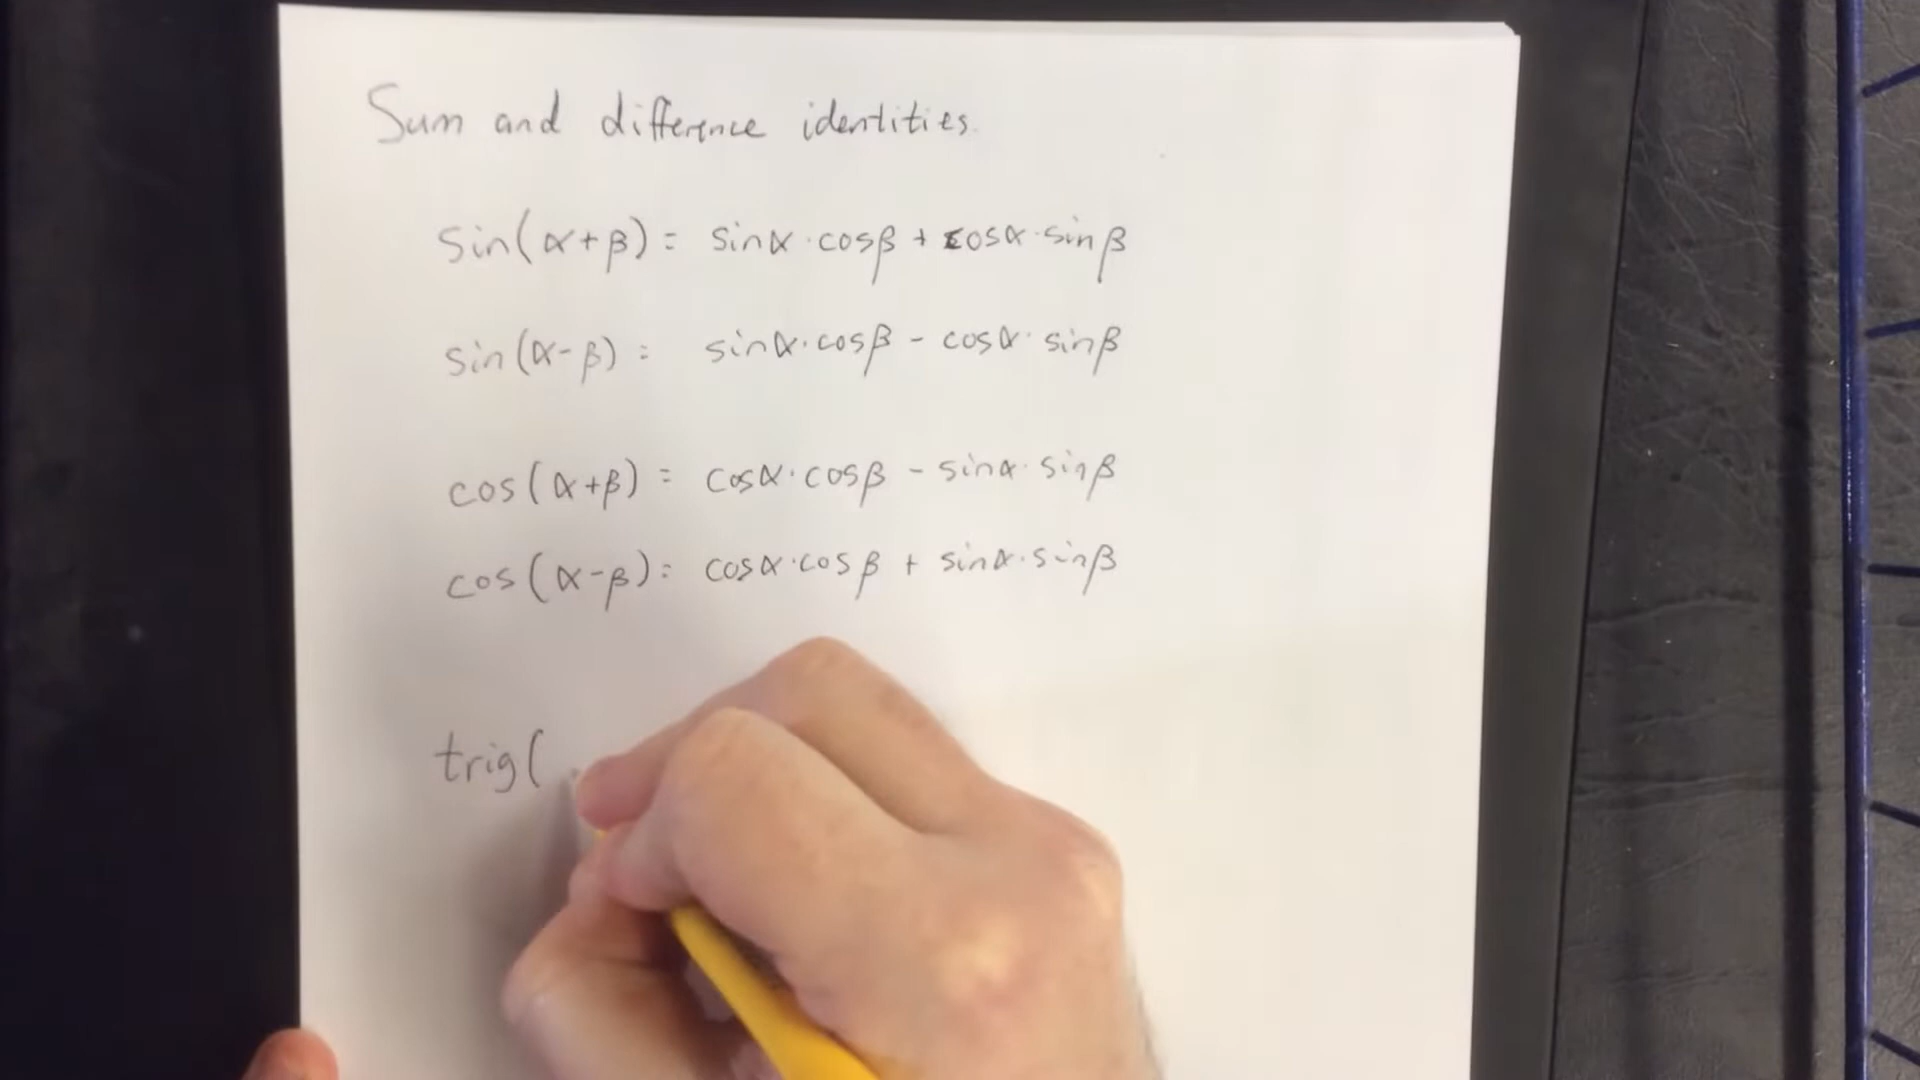 Sum and difference identities.
sin(α+β) = sinα·cosβ + cosα·sinβ
sin(α-β) = sinα·cosβ - cosα·sinβ
cos(α+β) = cosα·cosβ - sinα·sinβ
cos(α-β) = cosα·cosβ + sinα·sinβ
trig(